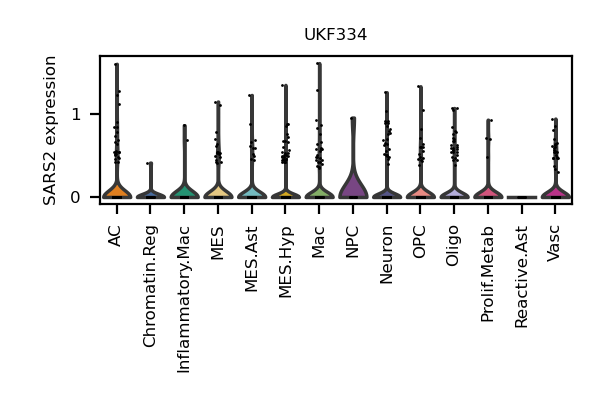 UKF334
SARS2 expression
1
0
AC
Chromatin.Reg
Inflammatory.Mac
MES
MES.Ast
MES.Hyp
Mac
NPC
Neuron
OPC
Oligo
Prolif.Metab
Reactive.Ast
Vasc